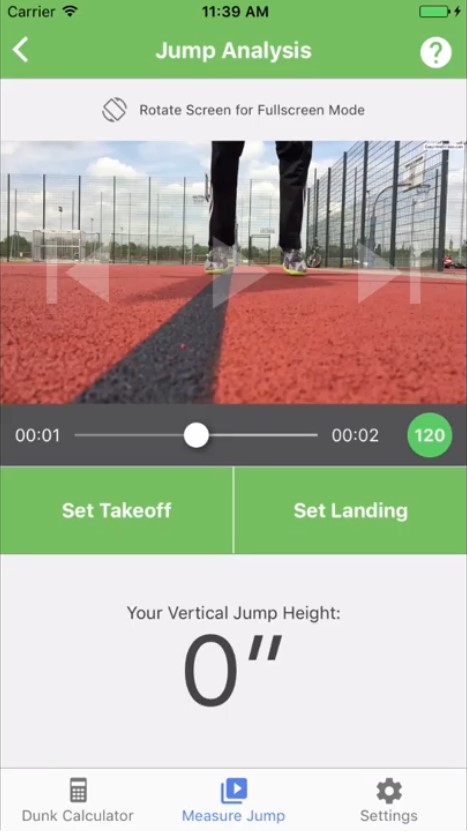 Carrier 11:39 AM
Jump Analysis ?
Rotate Screen for Fullscreen Mode
00:01 00:02 120
Set Takeoff Set Landing
Your Vertical Jump Height:
0"
Dunk Calculator Measure Jump Settings